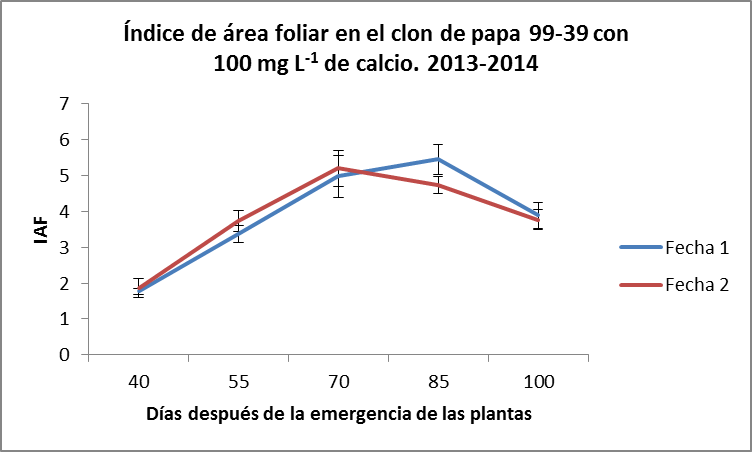 Índice de área foliar en el clon de papa 99-39 con
100 mg L-1 de calcio. 2013-2014
7
6
5
4
3
2
1
0
IAF
40 55 70 85 100
Días después de la emergencia de las plantas
Fecha 1
Fecha 2